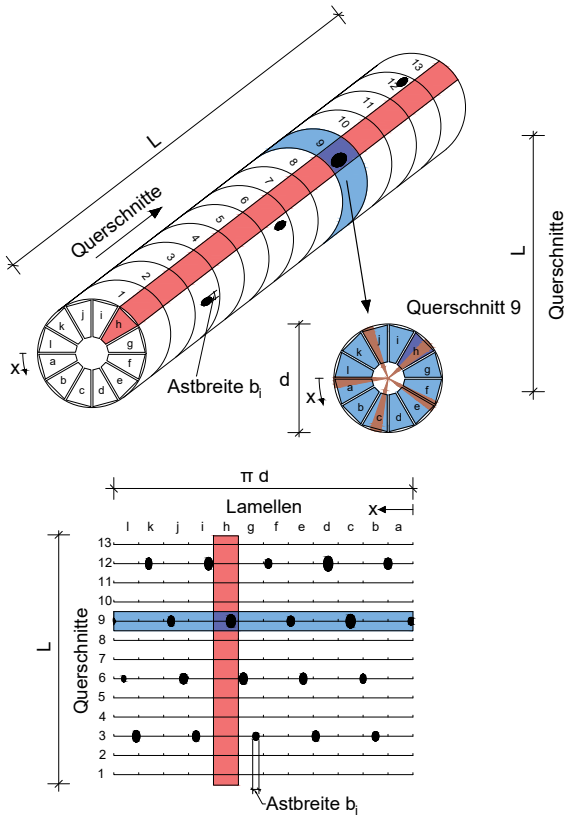 L
Querschnitte
13
12
11
10
9
8
7
6
5
4
3
2
1
L
Querschnitte
Querschnitt 9
j i
k h
l g
a f
b e
c d
x
Astbreite bi
d
x
j i
k h
l g
a f
b e
c d
π d
Lamellen
x
l k j i h g f e d c b a
L
Querschnitte
13
12
11
10
9
8
7
6
5
4
3
2
1
Astbreite bi